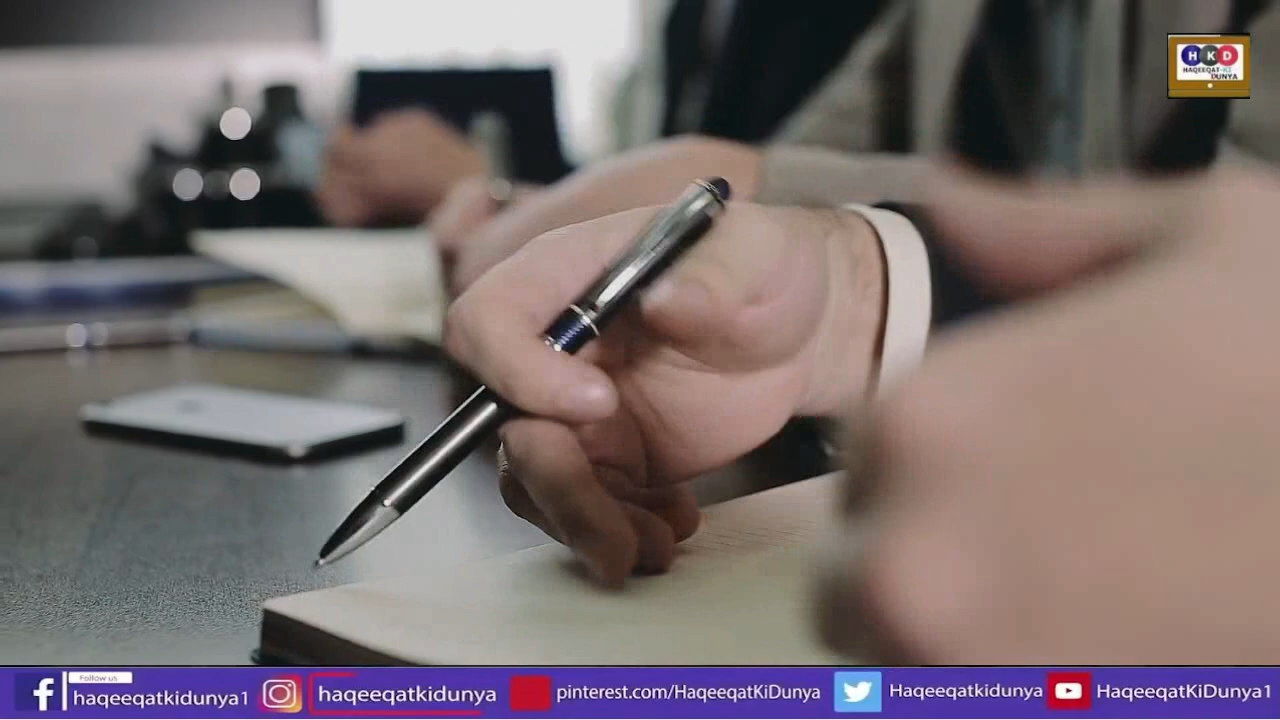 HKD
HAQEEQAT-KI
DUNYA
Follow us
haqeeqatkidunya1
haqeeqatkidunya
pinterest.com/HaqeeqatKiDunya
Haqeeqatkidunya
HaqeeqatKiDunya1